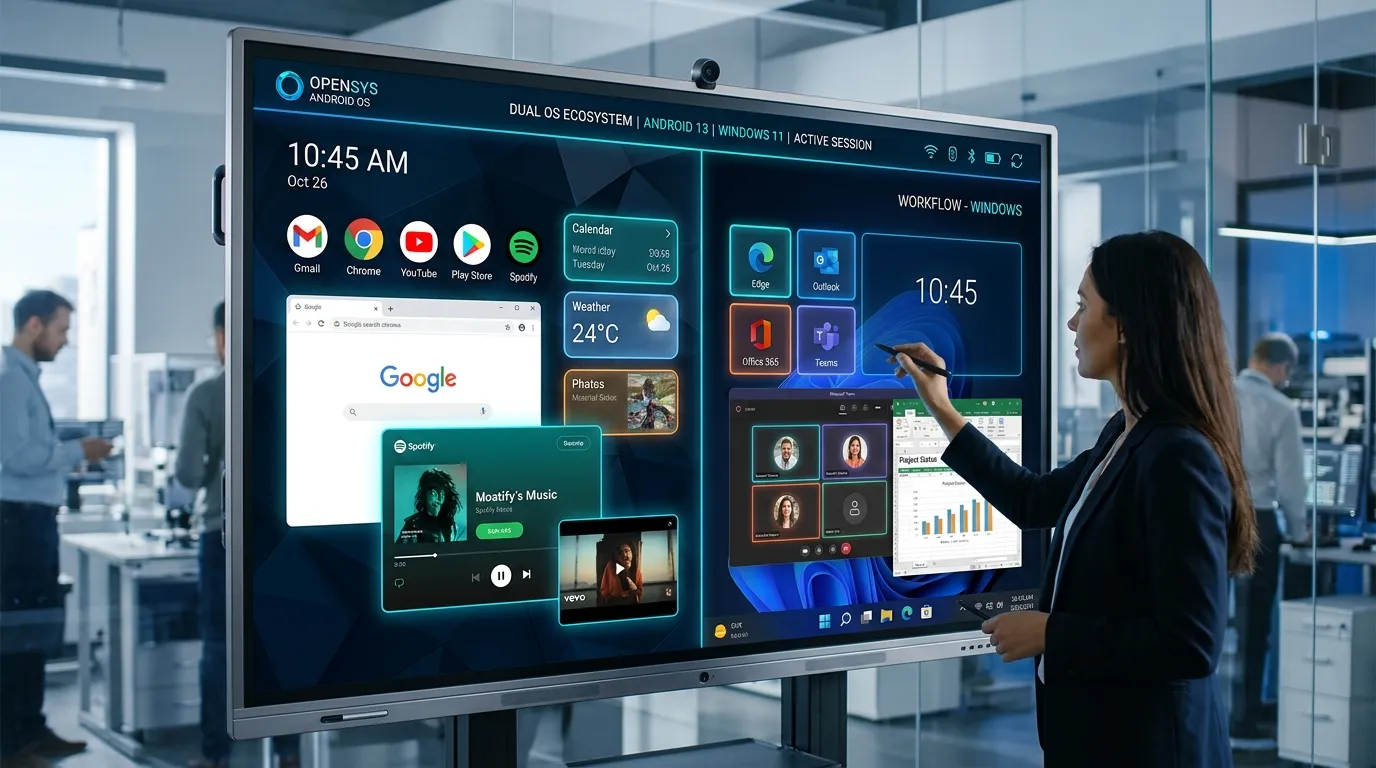 OPENSYS
ANDROID OS
DUAL OS ECOSYSTEM | ANDROID 13 | WINDOWS 11 | ACTIVE SESSION
10:45 AM
Oct 26
Gmail
Chrome
YouTube
Play Store
Spotify
Calendar
Tuesday
Oct.26
Weather
24°C
Photos
Google
Google
Spotify
Moatify's Music
vevo
WORKFLOW - WINDOWS
Edge
Outlook
Office 365
Teams
10:45